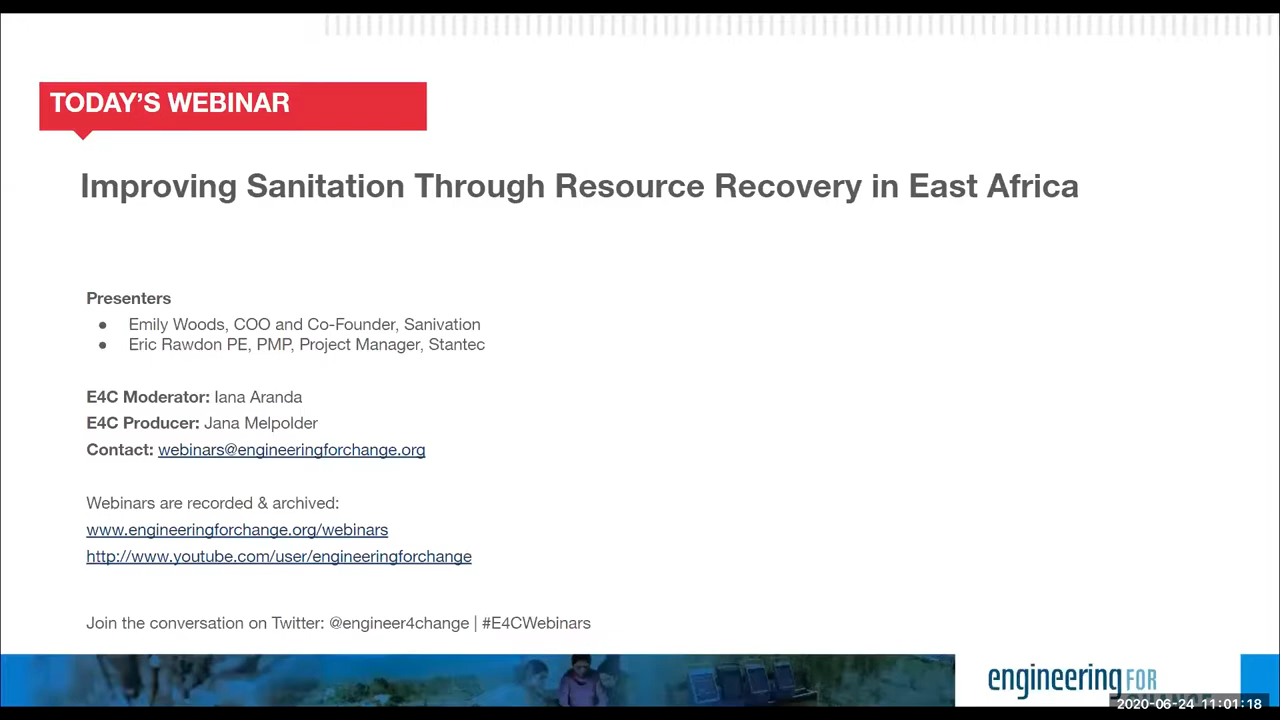 TODAY'S WEBINAR
Improving Sanitation Through Resource Recovery in East Africa
Presenters
● Emily Woods, COO and Co-Founder, Sanivation
● Eric Rawdon PE, PMP, Project Manager, Stantec
E4C Moderator: Iana Aranda
E4C Producer: Jana Melpolder
Contact: webinars@engineeringforchange.org
Webinars are recorded & archived:
www.engineeringforchange.org/webinars
http://www.youtube.com/user/engineeringforchange
Join the conversation on Twitter: @engineer4change | #E4CWebinars
engineering FOR
2020-06-24 11:01:18